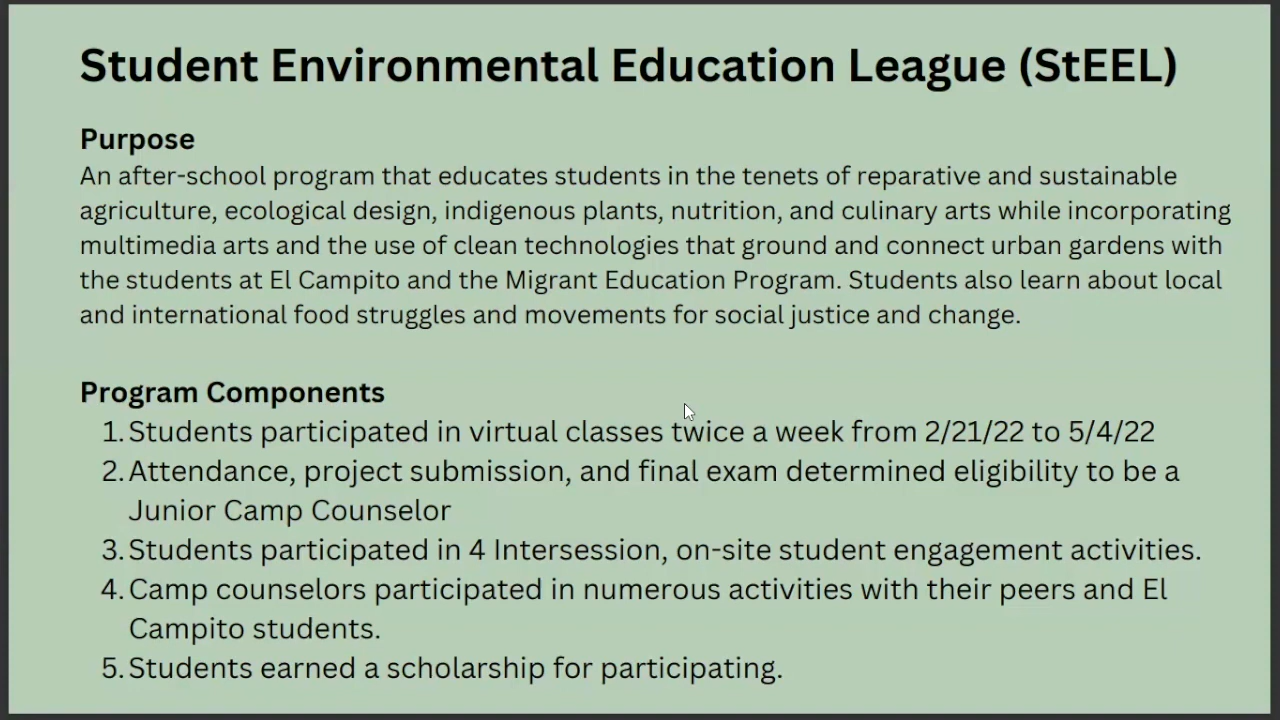 Student Environmental Education League (StEEL)
Purpose
An after-school program that educates students in the tenets of reparative and sustainable
agriculture, ecological design, indigenous plants, nutrition, and culinary arts while incorporating
multimedia arts and the use of clean technologies that ground and connect urban gardens with
the students at El Campito and the Migrant Education Program. Students also learn about local
and international food struggles and movements for social justice and change.
Program Components
1. Students participated in virtual classes twice a week from 2/21/22 to 5/4/22
2. Attendance, project submission, and final exam determined eligibility to be a
Junior Camp Counselor
3. Students participated in 4 Intersession, on-site student engagement activities.
4. Camp counselors participated in numerous activities with their peers and El
Campito students.
5. Students earned a scholarship for participating.